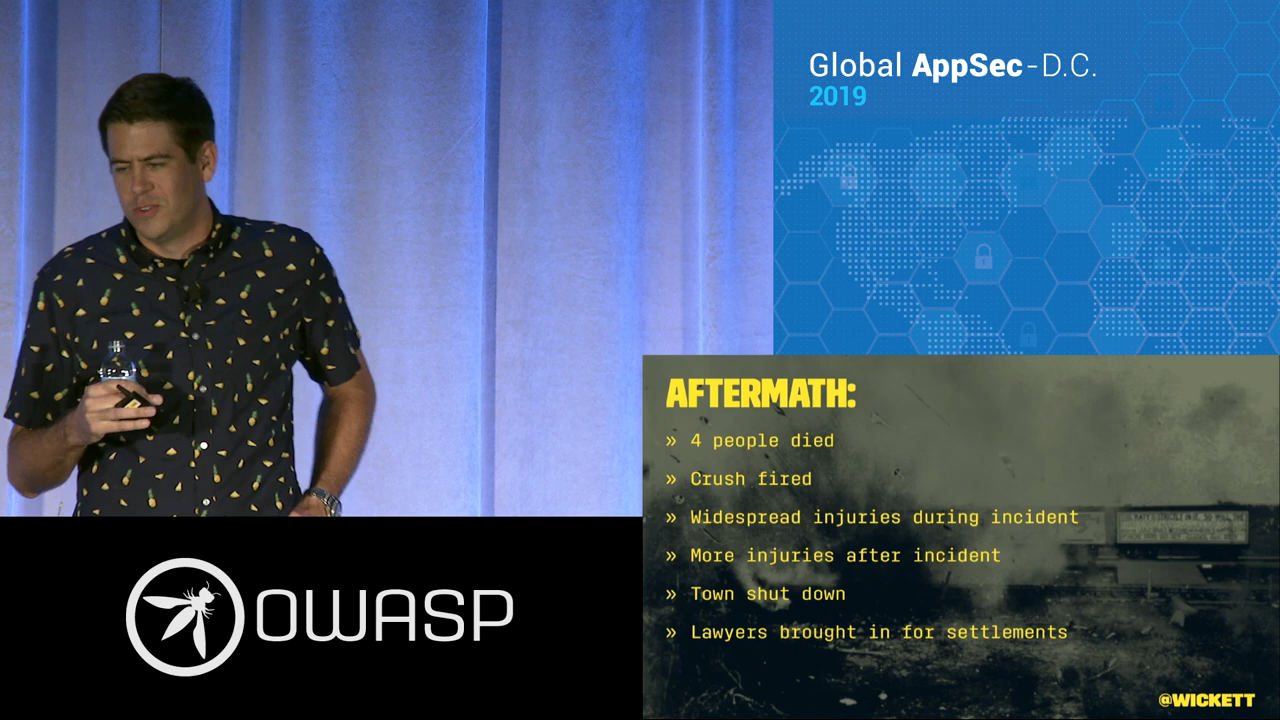 Global AppSec - D.C.
2019
AFTERMATH:
» 4 people died
» Crush fired
» Widespread injuries during incident
» More injuries after incident
» Town shut down
» Lawyers brought in for settlements
@WICKETT
OWASP